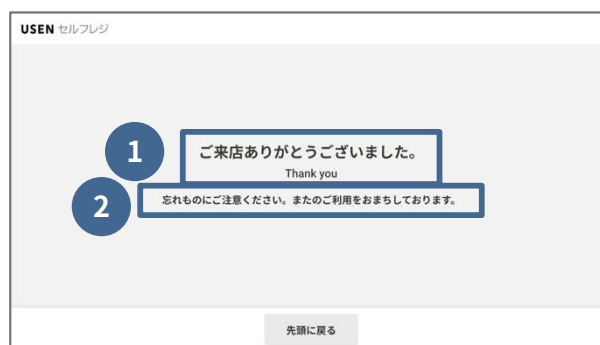 USEN セルフレジ
1
ご来店ありがとうございました。
Thank you
2
忘れものにご注意ください。またのご利用をおまちしております。
先頭に戻る